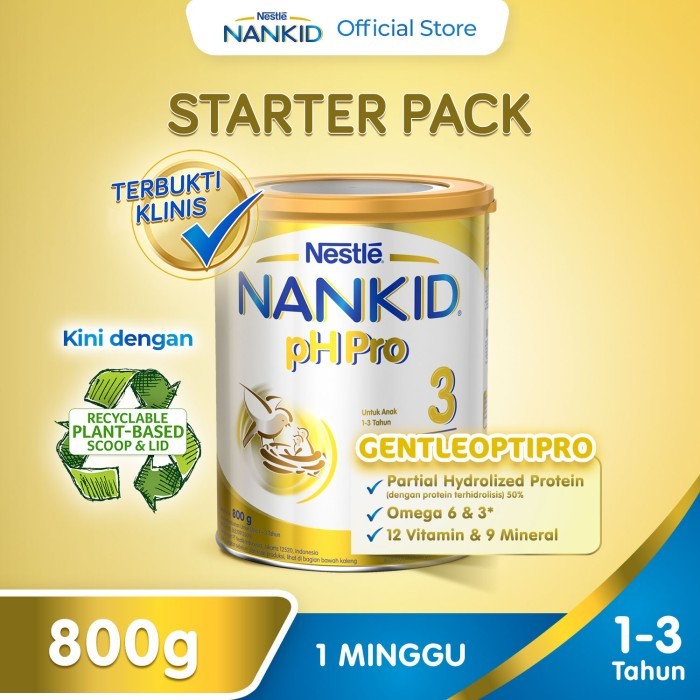 Nestlé
NANKID
Official Store
STARTER PACK
TERBUKTI
KLINIS
Nestlé
NANKID®
pHPro
3
Untuk Anak
1-3 Tahun
Kini dengan
RECYCLABLE
PLANT-BASED
SCOOP & LID
GENTLEOPTIPRO
Partial Hydrolized Protein
(dengan protein terhidrolisis) 50%
Omega 6 & 3*
12 Vitamin & 9 Mineral
800 g
800g
1 MINGGU
1-3
Tahun